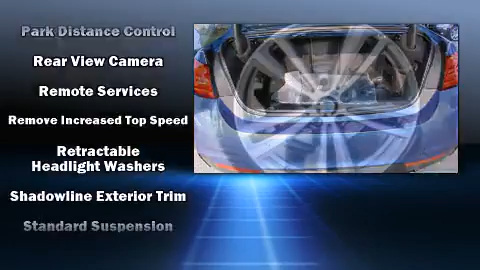 Park Distance Control
Rear View Camera
Remote Services
Remove Increased Top Speed
Retractable
Headlight Washers
Shadowline Exterior Trim
Standard Suspension